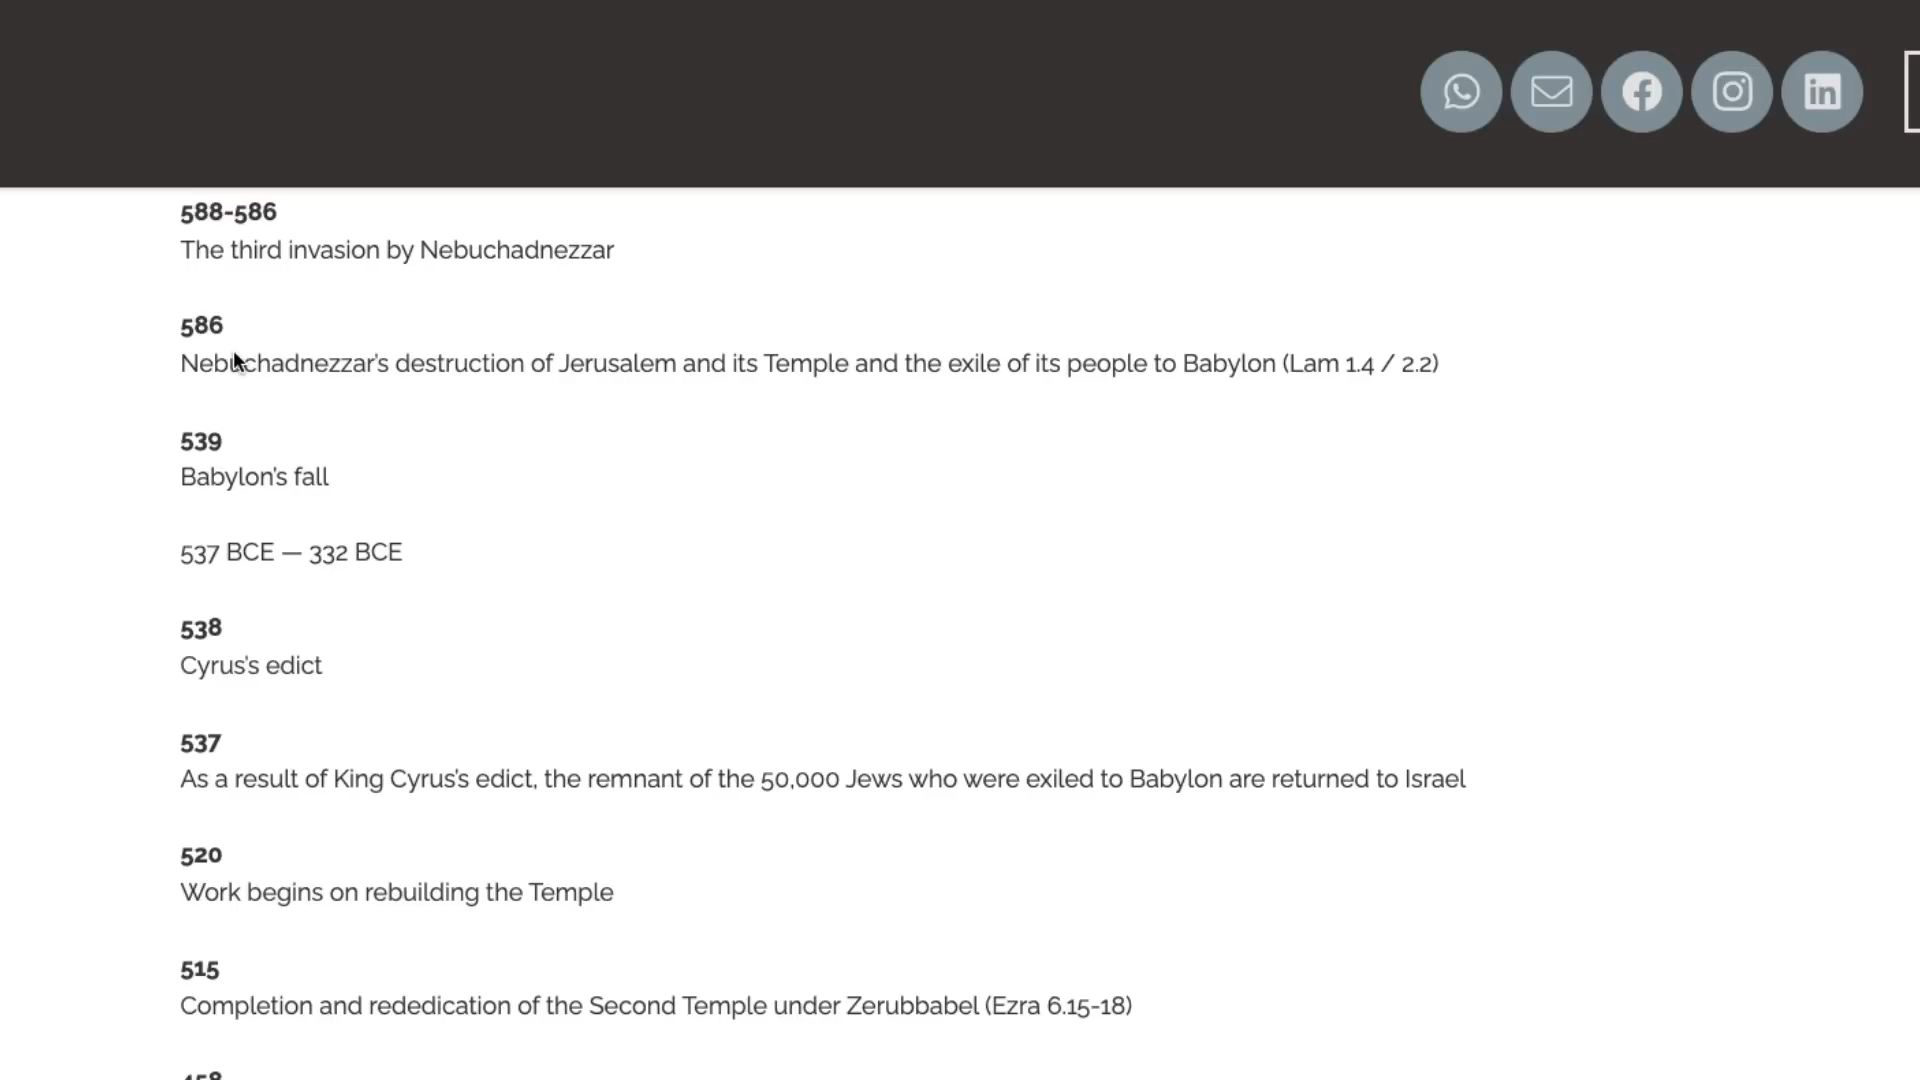 588-586
The third invasion by Nebuchadnezzar
586
Nebuchadnezzar's destruction of Jerusalem and its Temple and the exile of its people to Babylon (Lam 1.4 / 2.2)
539
Babylon's fall
537 BCE — 332 BCE
538
Cyrus's edict
537
As a result of King Cyrus's edict, the remnant of the 50,000 Jews who were exiled to Babylon are returned to Israel
520
Work begins on rebuilding the Temple
515
Completion and rededication of the Second Temple under Zerubbabel (Ezra 6.15-18)
458